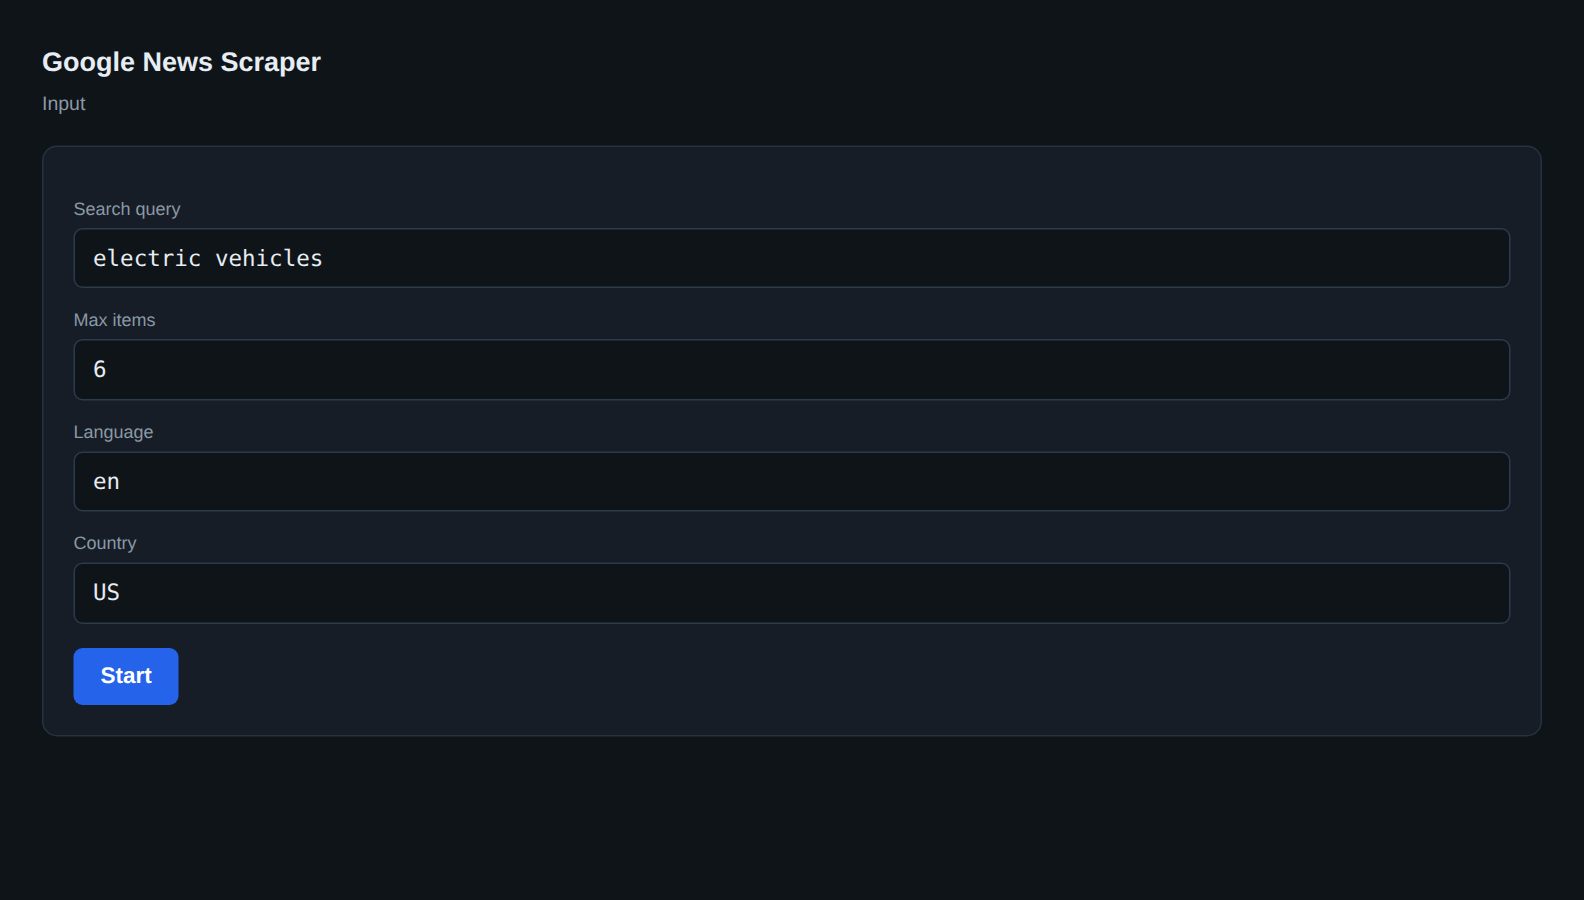 Google News Scraper
Input
Search query
electric vehicles
Max items
6
Language
en
Country
US
Start